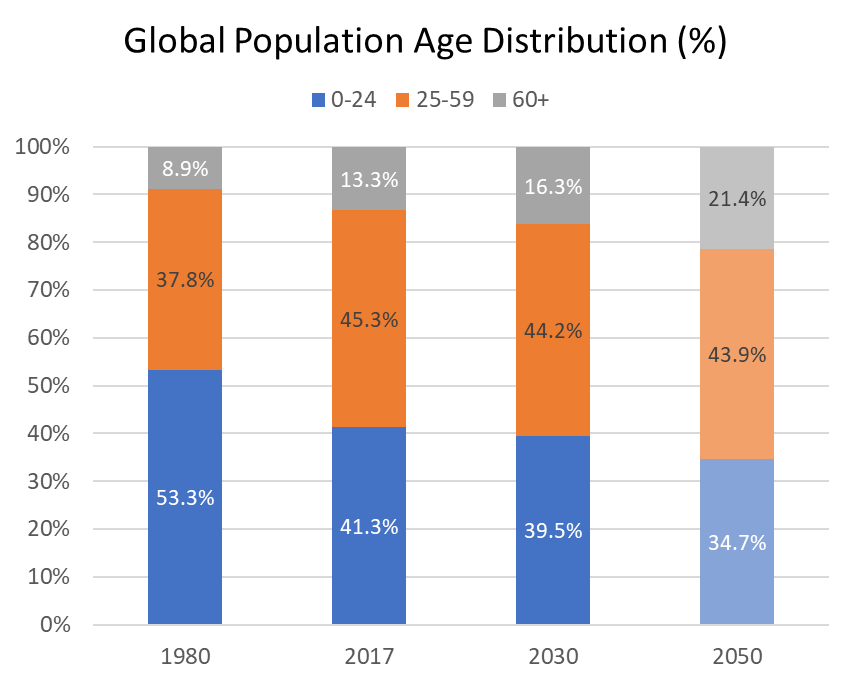 Global Population Age Distribution (%)
0-24 25-59 60+
100%
90%
80%
70%
60%
50%
40%
30%
20%
10%
0%
8.9% 13.3% 16.3% 21.4%
37.8% 45.3% 44.2% 43.9%
53.3% 41.3% 39.5% 34.7%
1980 2017 2030 2050